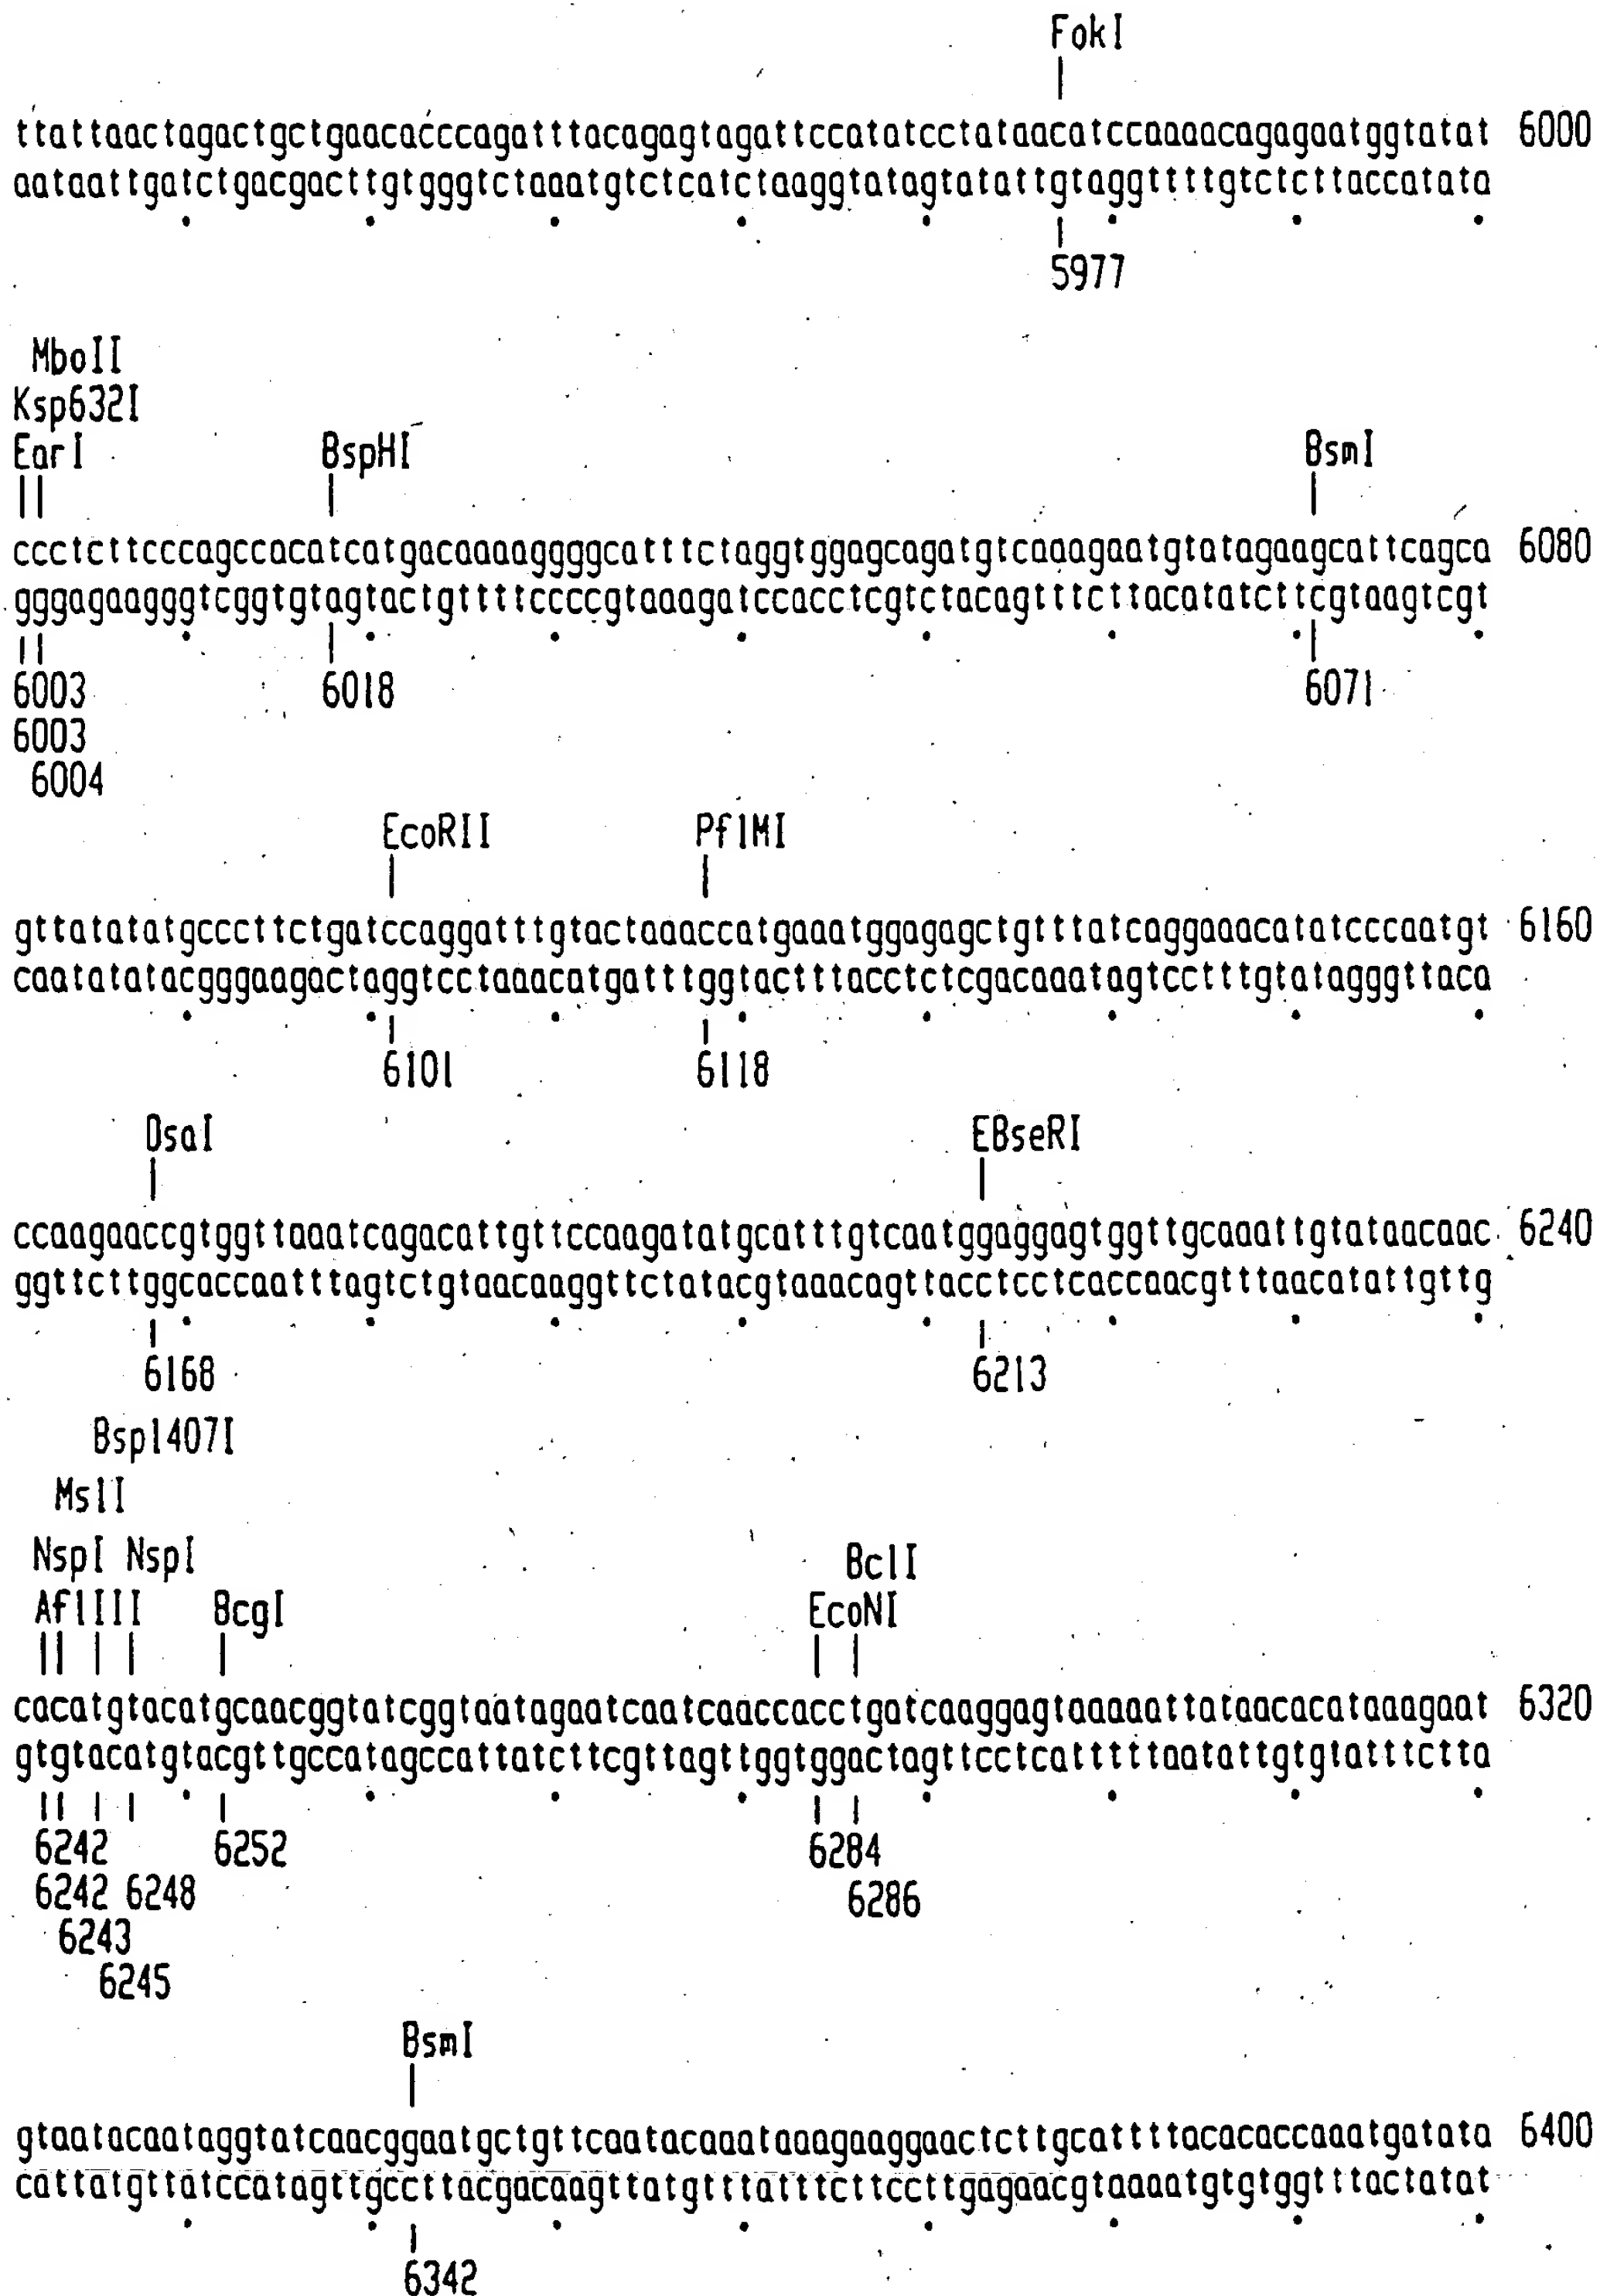 FokI
ttattaactagactgctgaacacccagatttacagagtagattccatatcctataacatccaaaacagagaatggtatat 6000
aataattgatctgacgacttgtgggtctaaatgtctcatctaaggtatagtatattgtaggttttgtctcttaccatata
5977
MboII
Ksp632I
EarI BspHI BsmI
ccctcttcccagccacatcatgacaaaaggggcatttctaggtggagcagatgtcaaagaatgtatagaagcattcagca 6080
gggagaagggtcggtgtagtactgttttccccgtaaagatccacctcgtctacagtttcttacatatcttcgtaagtcgt
6003 6018 6071
6003
6004
EcoRII PflMI
gttatatatgcccttctgatccaggatttgtactaaaccatgaaatggagagctgtttatcaggaaacatatcccaatgt 6160
caatatatacgggaagactaggtcctaaacatgatttggtactttacctctcgacaaatagtcctttgtatagggttaca
6101 6118
DsaI EBseRI
ccaagaaccgtggttaaatcagacattgttccaagatatgcatttgtcaatggaggagtggttgcaaattgtataacaac 6240
ggttcttggcaccaatttagtctgtaacaaggttctatacgtaaacagttacctcctcaccaacgtttaacatattgttg
6168 6213
Bsp1407I
MslI
NspI NspI BclI
AflIII BcgI EcoNI
cacatgtacatgcaacggtatcggtaatagaatcaatcaaccacctgatcaaggagtaaaaattataacacataaagaat 6320
gtgtacatgtacgttgccatagccattatcttcgttagttggtggactagttcctcatttttaatattgtgtatttctta
6242 6252 6284
6242 6248 6286
6243
6245
BsmI
gtaatacaataggtatcaacggaatgctgttcaatacaaataaagaaggaactcttgcattttacacaccaaatgatata 6400
cattatgttatccatagttgccttacgacaagttatgtttatttcttccttgagaacgtaaaatgtgtggtttactatat
6342